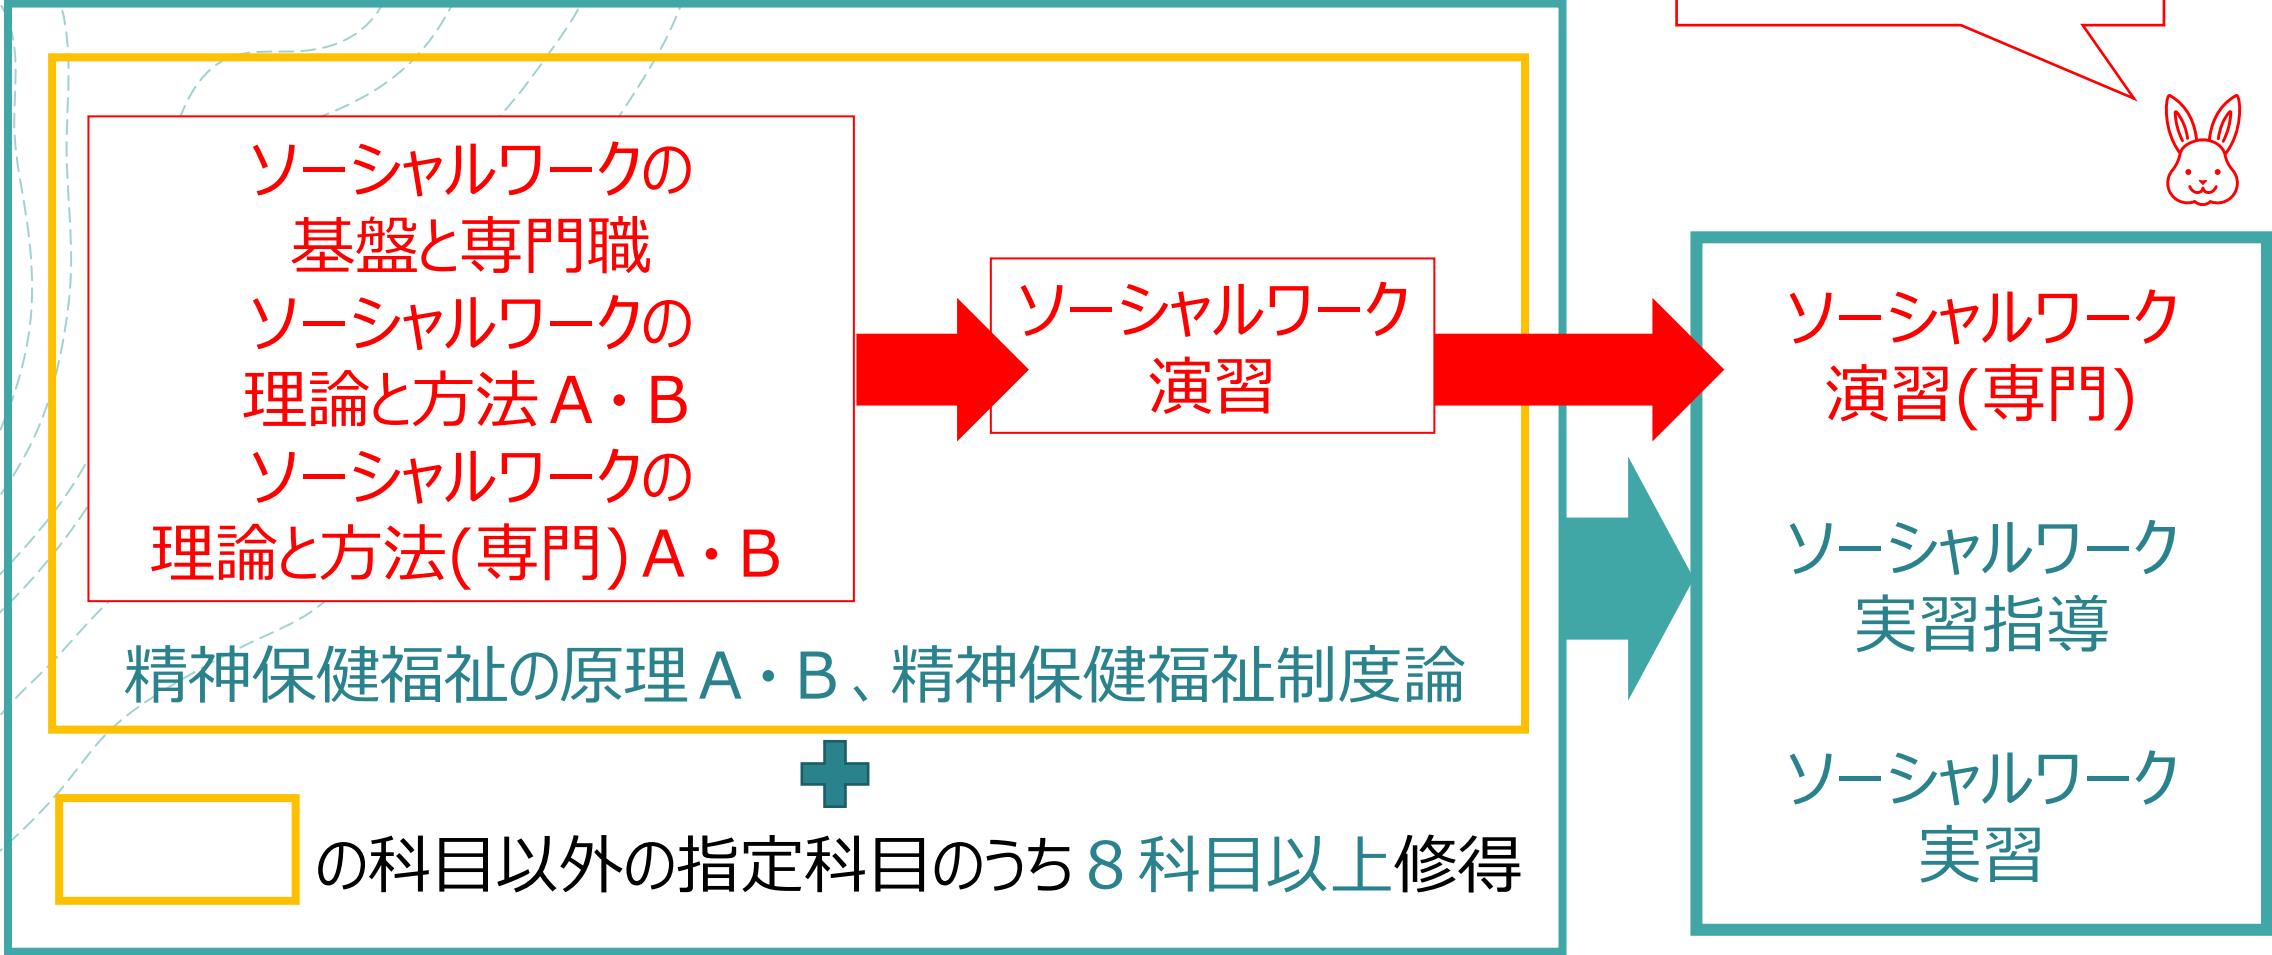 ソーシャルワークの
基盤と専門職
ソーシャルワークの
理論と方法A・B
ソーシャルワークの
理論と方法(専門)A・B
ソーシャルワーク
演習
精神保健福祉の原理A・B、精神保健福祉制度論
の科目以外の指定科目のうち8科目以上修得
ソーシャルワーク
演習(専門)
ソーシャルワーク
実習指導
ソーシャルワーク
実習